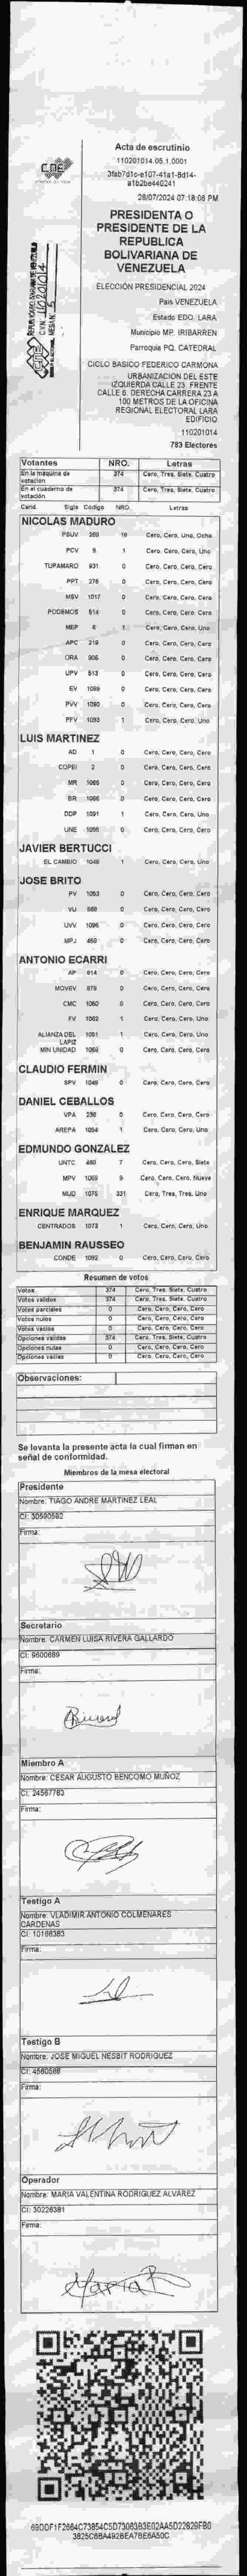 CNE
Acta de escrutinio
110201014.05.1.0001
28/07/2024 07:18:06 PM
PRESIDENTA O
PRESIDENTE DE LA
REPUBLICA
BOLIVARIANA DE
VENEZUELA
ELECCIÓN PRESIDENCIAL 2024
País VENEZUELA
Estado EDO. LARA
Municipio MP. IRIBARREN
Parroquia PQ. CATEDRAL
CICLO BASICO FEDERICO CARMONA
URBANIZACION DEL ESTE
IZQUIERDA CALLE 23. FRENTE
CALLE 6. DERECHA CARRERA 23 A
100 METROS DE LA OFICINA
REGIONAL ELECTORAL LARA
EDIFICIO
110201014
783 Electores
Votantes NRO. Letras
En la máquina de votación 374 Cero, Tres, Siete, Cuatro
En el cuaderno de votación 374 Cero, Tres, Siete, Cuatro
Cand. Sigla Código NRO. Letras
NICOLAS MADURO
PSUV Cero, Cero, Uno, Ocho
PCV 5 1 Cero, Cero, Cero, Uno
TUPAMARO 931 0 Cero, Cero, Cero, Cero
PPT 276 0 Cero, Cero, Cero, Cero
MSV 1017 0 Cero, Cero, Cero, Cero
PODEMOS 514 0 Cero, Cero, Cero, Cero
MEP 6 1 Cero, Cero, Cero, Uno
APC 219 0 Cero, Cero, Cero, Cero
ORA 906 0 Cero, Cero, Cero, Cero
UPV 513 0 Cero, Cero, Cero, Cero
EV 1089 0 Cero, Cero, Cero, Cero
PVV 1090 0 Cero, Cero, Cero, Cero
PFV 1093 1 Cero, Cero, Cero, Uno
LUIS MARTINEZ
AD 1 0 Cero, Cero, Cero, Cero
COPEI 2 0 Cero, Cero, Cero, Cero
MR 1065 0 Cero, Cero, Cero, Cero
BR 1066 0 Cero, Cero, Cero, Cero
DDP 1091 1 Cero, Cero, Cero, Uno
UNE 1095 0 Cero, Cero, Cero, Cero
JAVIER BERTUCCI
EL CAMBIO 1048 1 Cero, Cero, Cero, Uno
JOSE BRITO
PV 1053 0 Cero, Cero, Cero, Cero
VU 569 0 Cero, Cero, Cero, Cero
UVV 1096 0 Cero, Cero, Cero, Cero
MPJ 459 0 Cero, Cero, Cero, Cero
ANTONIO ECARRI
AP 814 0 Cero, Cero, Cero, Cero
MOVEV 878 0 Cero, Cero, Cero, Cero
CMC 1060 0 Cero, Cero, Cero, Cero
FV 1062 1 Cero, Cero, Cero, Uno
ALIANZA DEL LAPIZ 1051 1 Cero, Cero, Cero, Uno
MIN UNIDAD 1068 0 Cero, Cero, Cero, Cero
CLAUDIO FERMIN
SPV 1049 0 Cero, Cero, Cero, Cero
DANIEL CEBALLOS
VPA 230 0 Cero, Cero, Cero, Cero
AREPA 1094 1 Cero, Cero, Cero, Uno
EDMUNDO GONZALEZ
UNTC 460 7 Cero, Cero, Cero, Siete
MPV 1069 9 Cero, Cero, Cero, Nueve
MUD 1075 331 Cero, Tres, Tres, Uno
ENRIQUE MARQUEZ
CENTRADOS 1073 1 Cero, Cero, Cero, Uno
BENJAMIN RAUSSEO
CONDE 1092 0 Cero, Cero, Cero, Cero
Resumen de votos
Votos 374 Cero, Tres, Siete, Cuatro
Votos validos 374 Cero, Tres, Siete, Cuatro
Votos parciales 0 Cero, Cero, Cero, Cero
Votos nulos 0 Cero, Cero, Cero, Cero
Votos vacíos 0 Cero, Cero, Cero, Cero
Opciones validas 374 Cero, Tres, Siete, Cuatro
Opciones nulas 0 Cero, Cero, Cero, Cero
Opciones vacías 0 Cero, Cero, Cero, Cero
Observaciones:
Se levanta la presente acta la cual firman en
señal de conformidad.
Miembros de la mesa electoral
Presidente
Nombre: TIAGO ANDRE MARTINEZ LEAL
CI: 30590592
Firma:
Secretario
Nombre: CARMEN LUISA RIVERA GALLARDO
CI: 9600689
Firma:
Miembro A
Nombre: CESAR AUGUSTO BENCOMO MUÑOZ
CI: 24567763
Firma:
Testigo A
Nombre: VLADIMIR ANTONIO COLMENARES
CARDENAS
CI: 10166383
Firma:
Testigo B
Nombre: JOSE MIGUEL NESBIT RODRIGUEZ
CI: 4560568
Firma:
Operador
Nombre: MARIA VALENTINA RODRIGUEZ ALVAREZ
CI: 30226381
Firma:
Maria R